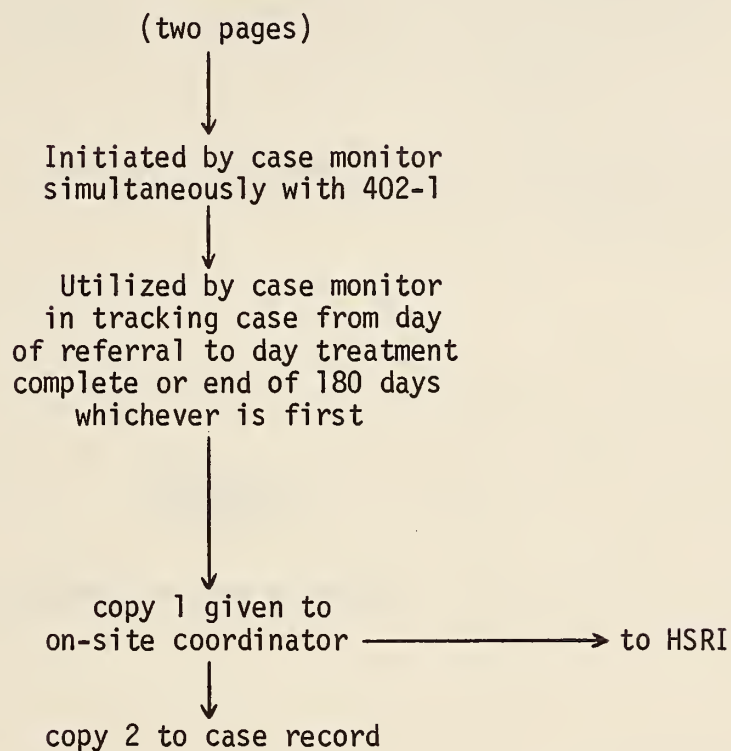 (two pages)
Initiated by case monitor
simultaneously with 402-1
Utilized by case monitor
in tracking case from day
of referral to day treatment
complete or end of 180 days
whichever is first
copy 1 given to
on-site coordinator to HSRI
copy 2 to case record